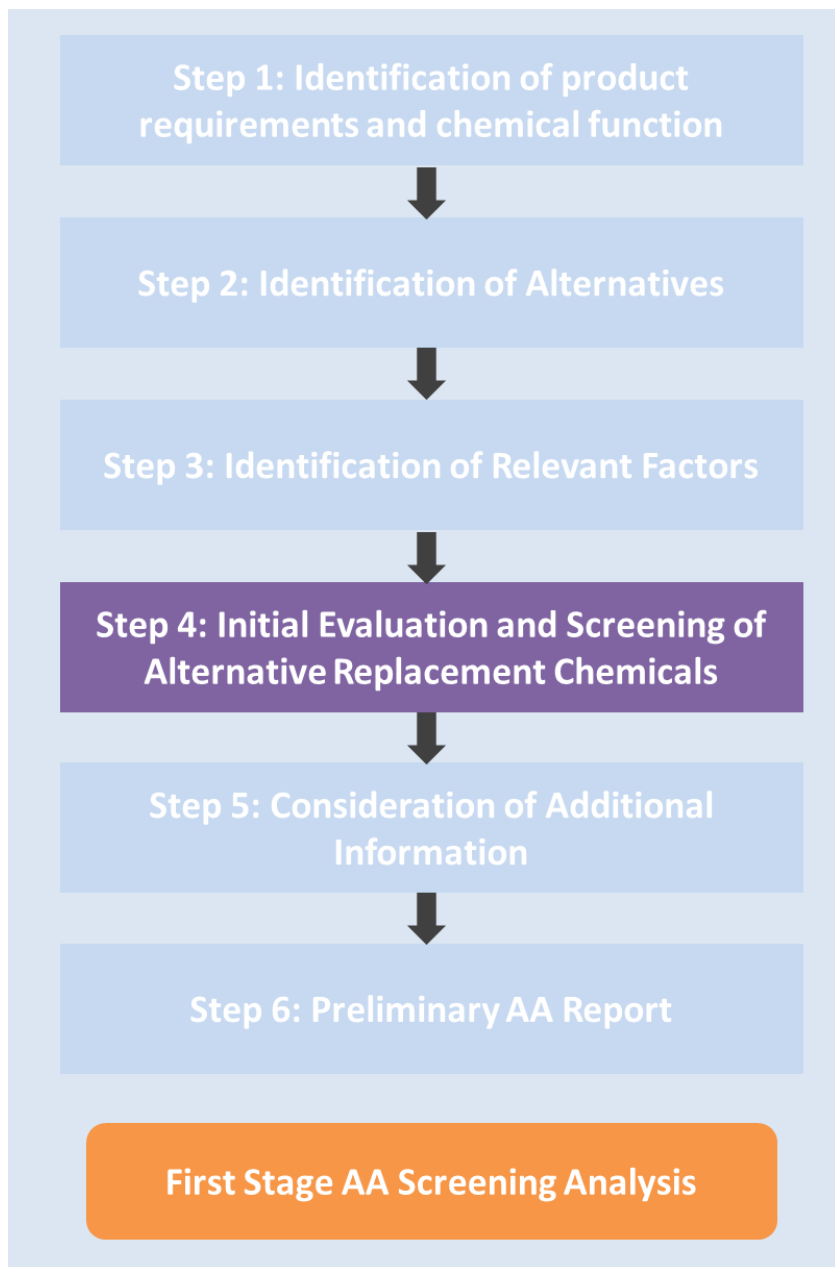 Step 1: Identification of product
requirements and chemical function
Step 2: Identification of Alternatives
Step 3: Identification of Relevant Factors
Step 4: Initial Evaluation and Screening of
Alternative Replacement Chemicals
Step 5: Consideration of Additional
Information
Step 6: Preliminary AA Report
First Stage AA Screening Analysis